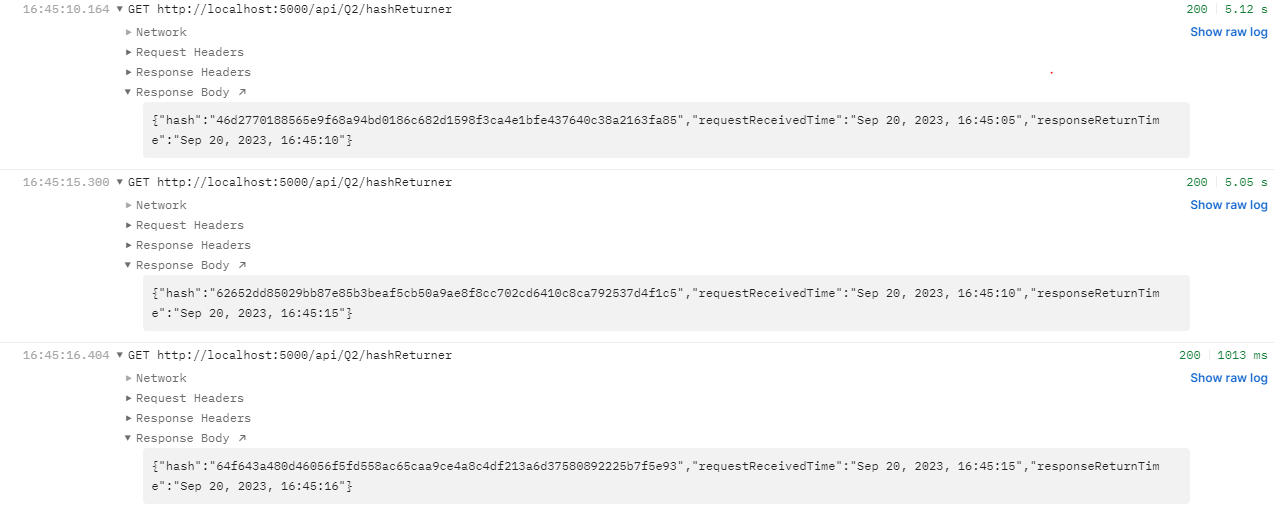 16:45:10.164 ▼ GET http://localhost:5000/api/Q2/hashReturner 200 | 5.12 s
▶ Network Show raw log
▶ Request Headers
▶ Response Headers
▼ Response Body ↗
{"hash":"46d2770188565e9f68a94bd0186c682d1598f3ca4e1bfe437640c38a2163fa85","requestReceivedTime":"Sep 20, 2023, 16:45:05","responseReturnTim
e":"Sep 20, 2023, 16:45:10"}
16:45:15.300 ▼ GET http://localhost:5000/api/Q2/hashReturner 200 | 5.05 s
▶ Network Show raw log
▶ Request Headers
▶ Response Headers
▼ Response Body ↗
{"hash":"62652dd85029bb87e85b3beaf5cb50a9ae8f8cc702cd6410c8ca792537d4f1c5","requestReceivedTime":"Sep 20, 2023, 16:45:10","responseReturnTim
e":"Sep 20, 2023, 16:45:15"}
16:45:16.404 ▼ GET http://localhost:5000/api/Q2/hashReturner 200 | 1013 ms
▶ Network Show raw log
▶ Request Headers
▶ Response Headers
▼ Response Body ↗
{"hash":"64f643a480d46056f5fd558ac65caa9ce4a8c4df213a6d37580892225b7f5e93","requestReceivedTime":"Sep 20, 2023, 16:45:15","responseReturnTim
e":"Sep 20, 2023, 16:45:16"}